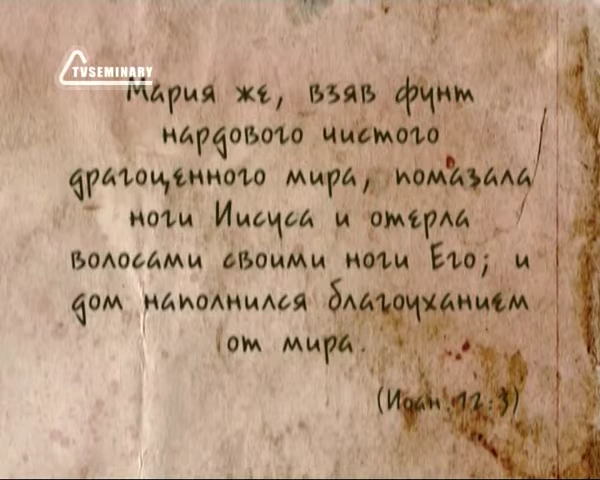 TVSEMINARY
Мария же, взяв фунт
нардового чистого
драгоценного мира, помазала
ноги Иисуса и отерла
волосами своими ноги Его; и
дом наполнился благоуханием
от мира.
(Иоан. 12:3)